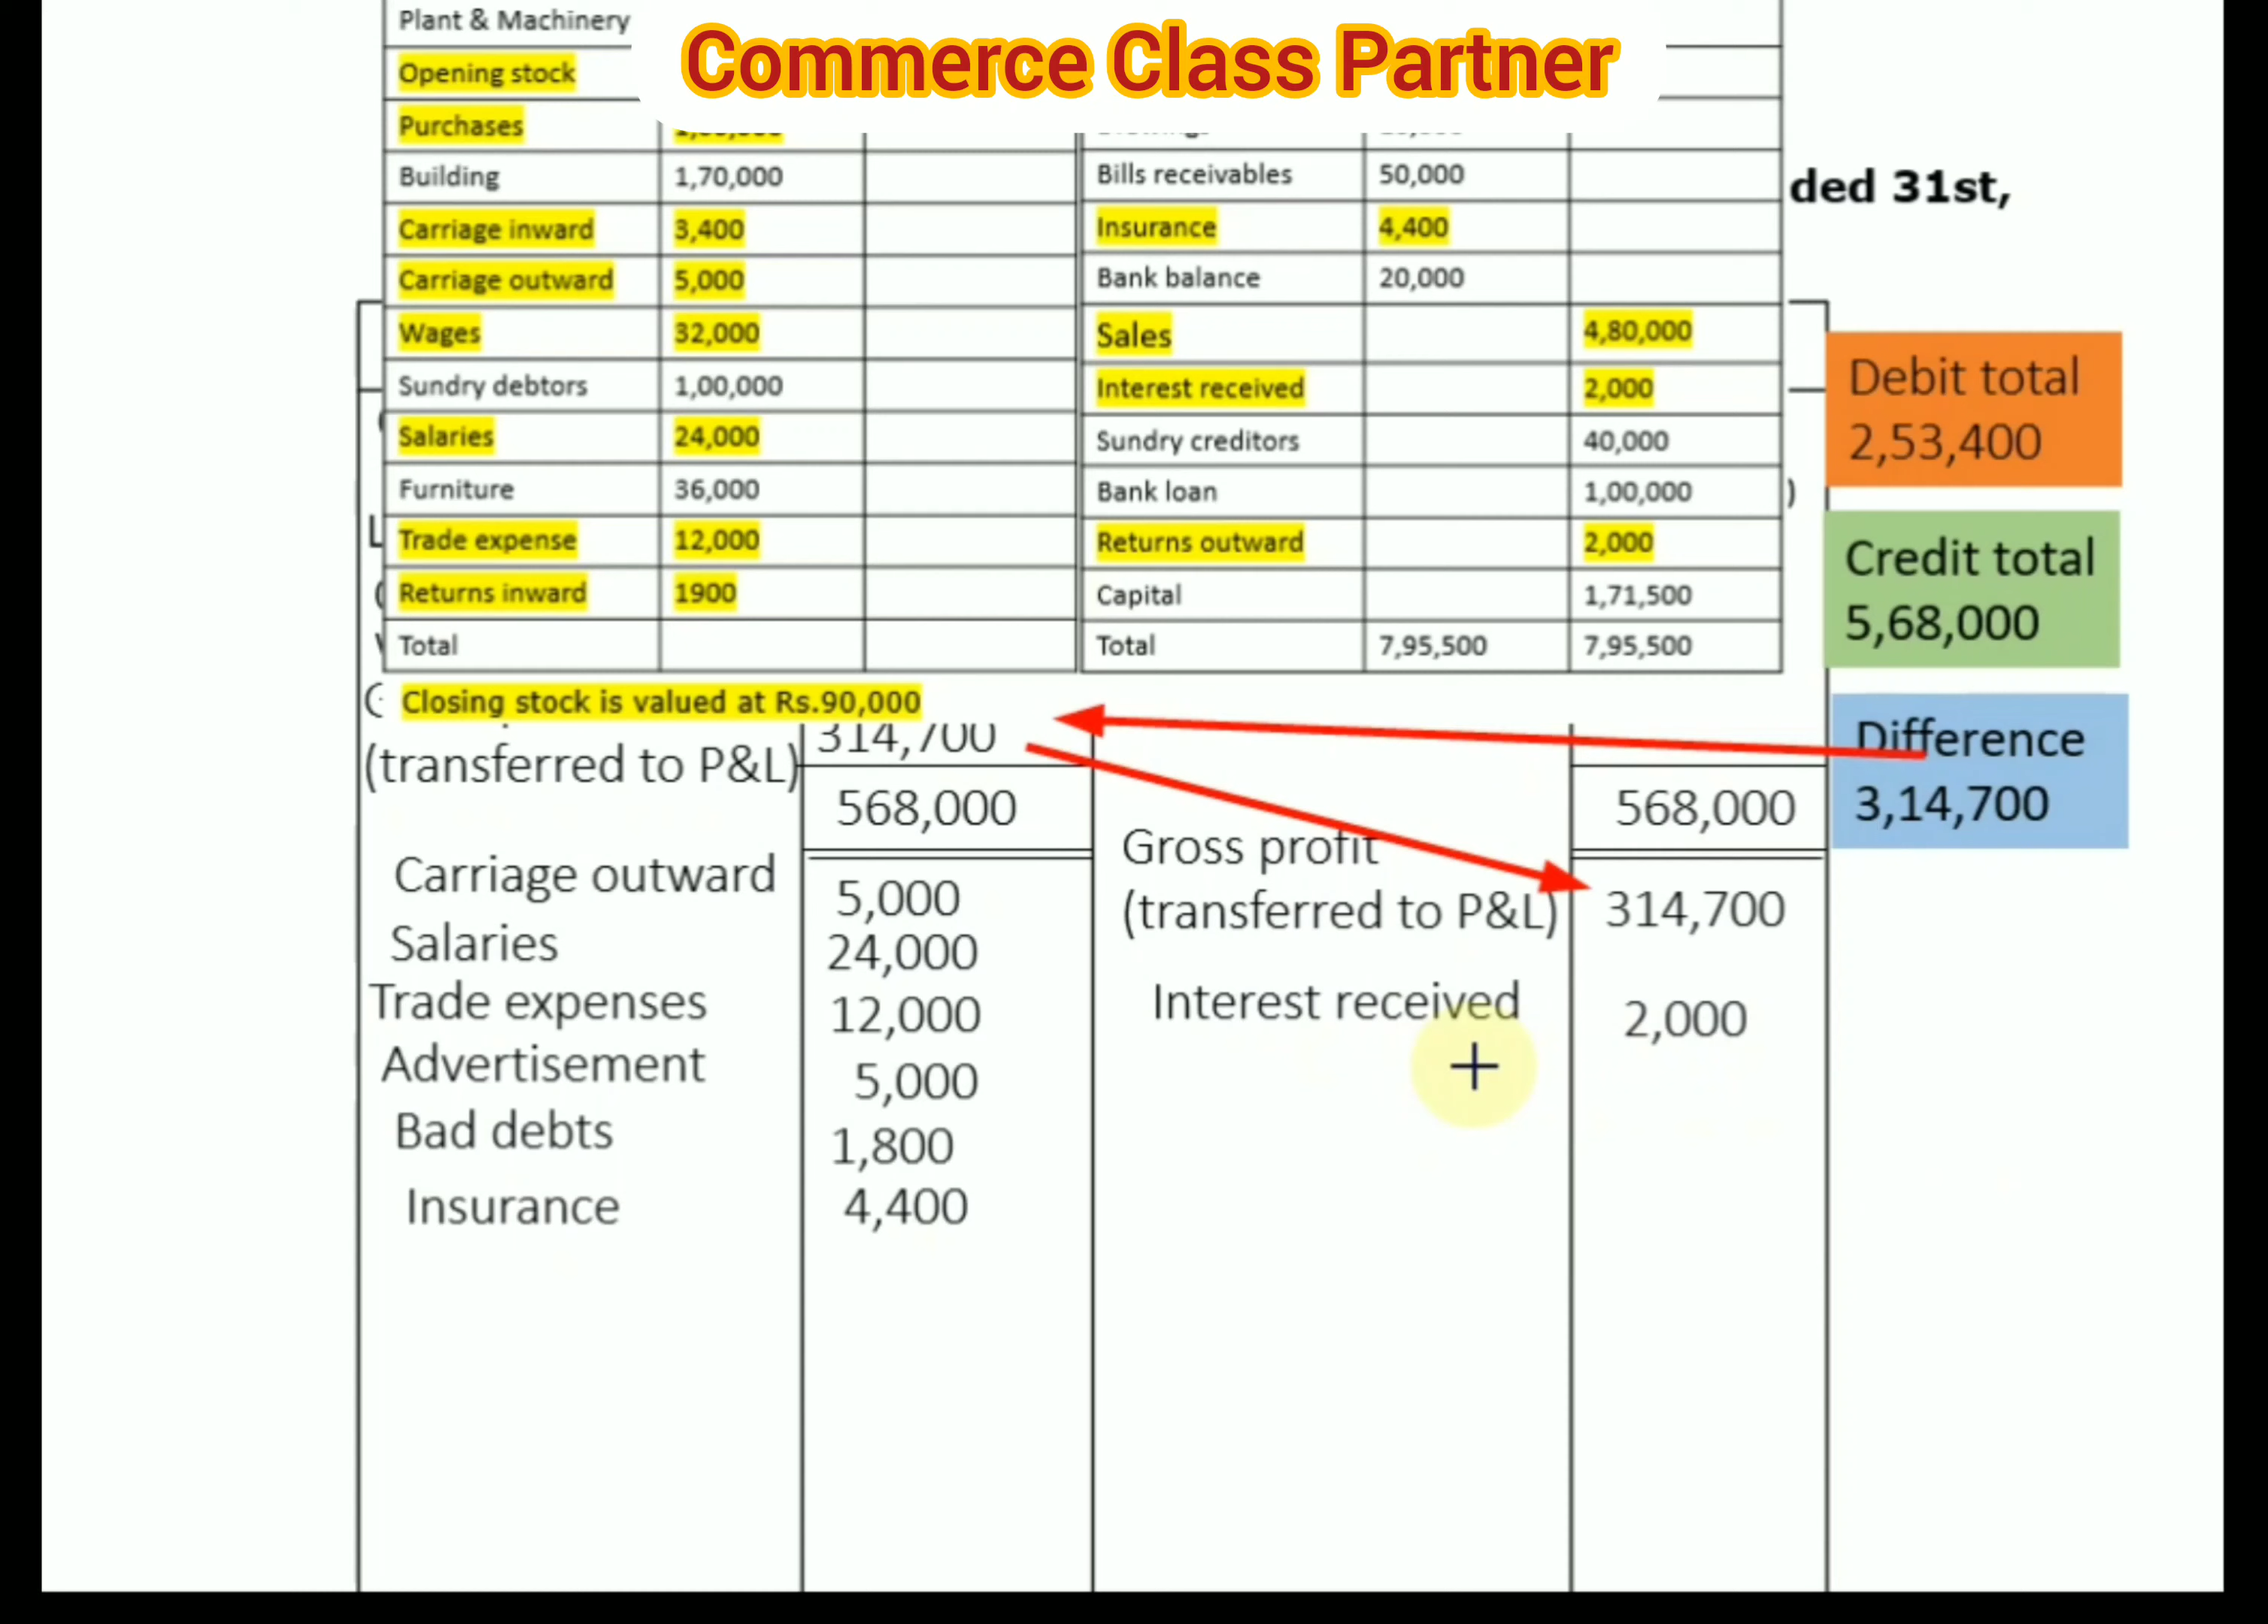 Commerce Class Partner
Plant & Machinery
Opening stock
Purchases
Building 1,70,000
Carriage inward 3,400
Carriage outward 5,000
Wages 32,000
Sundry debtors 1,00,000
Salaries 24,000
Furniture 36,000
Trade expense 12,000
Returns inward 1900
Total
Bills receivables 50,000
Insurance 4,400
Bank balance 20,000
Sales 4,80,000
Interest received 2,000
Sundry creditors 40,000
Bank loan 1,00,000
Returns outward 2,000
Capital 1,71,500
Total 7,95,500 7,95,500
ded 31st,
Debit total
2,53,400
Credit total
5,68,000
Difference
3,14,700
Closing stock is valued at Rs.90,000
314,700
(transferred to P&L)
568,000
568,000
Carriage outward 5,000
Salaries 24,000
Trade expenses 12,000
Advertisement 5,000
Bad debts 1,800
Insurance 4,400
Gross profit
(transferred to P&L) 314,700
Interest received 2,000